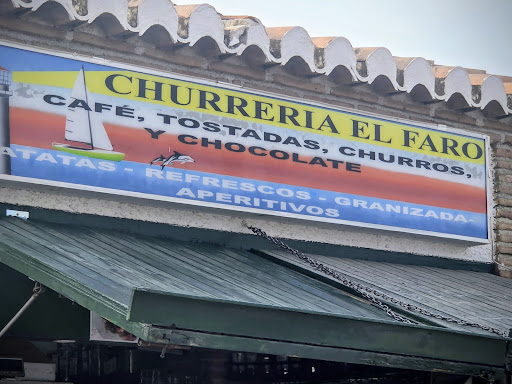 CHURRERIA EL FARO
CAFÉ, TOSTADAS, CHURROS,
Y CHOCOLATE
ATATAS - REFRESCOS - GRANIZADA-
APERITIVOS